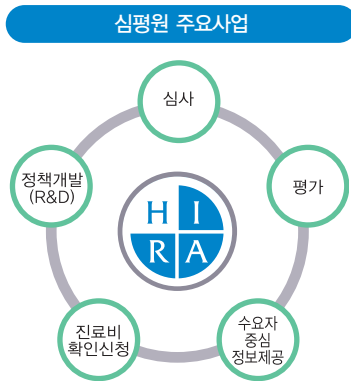 심평원 주요사업
심사
정책개발
(R&D)
평가
H I
R A
진료비
확인신청
수요자
중심
정보제공